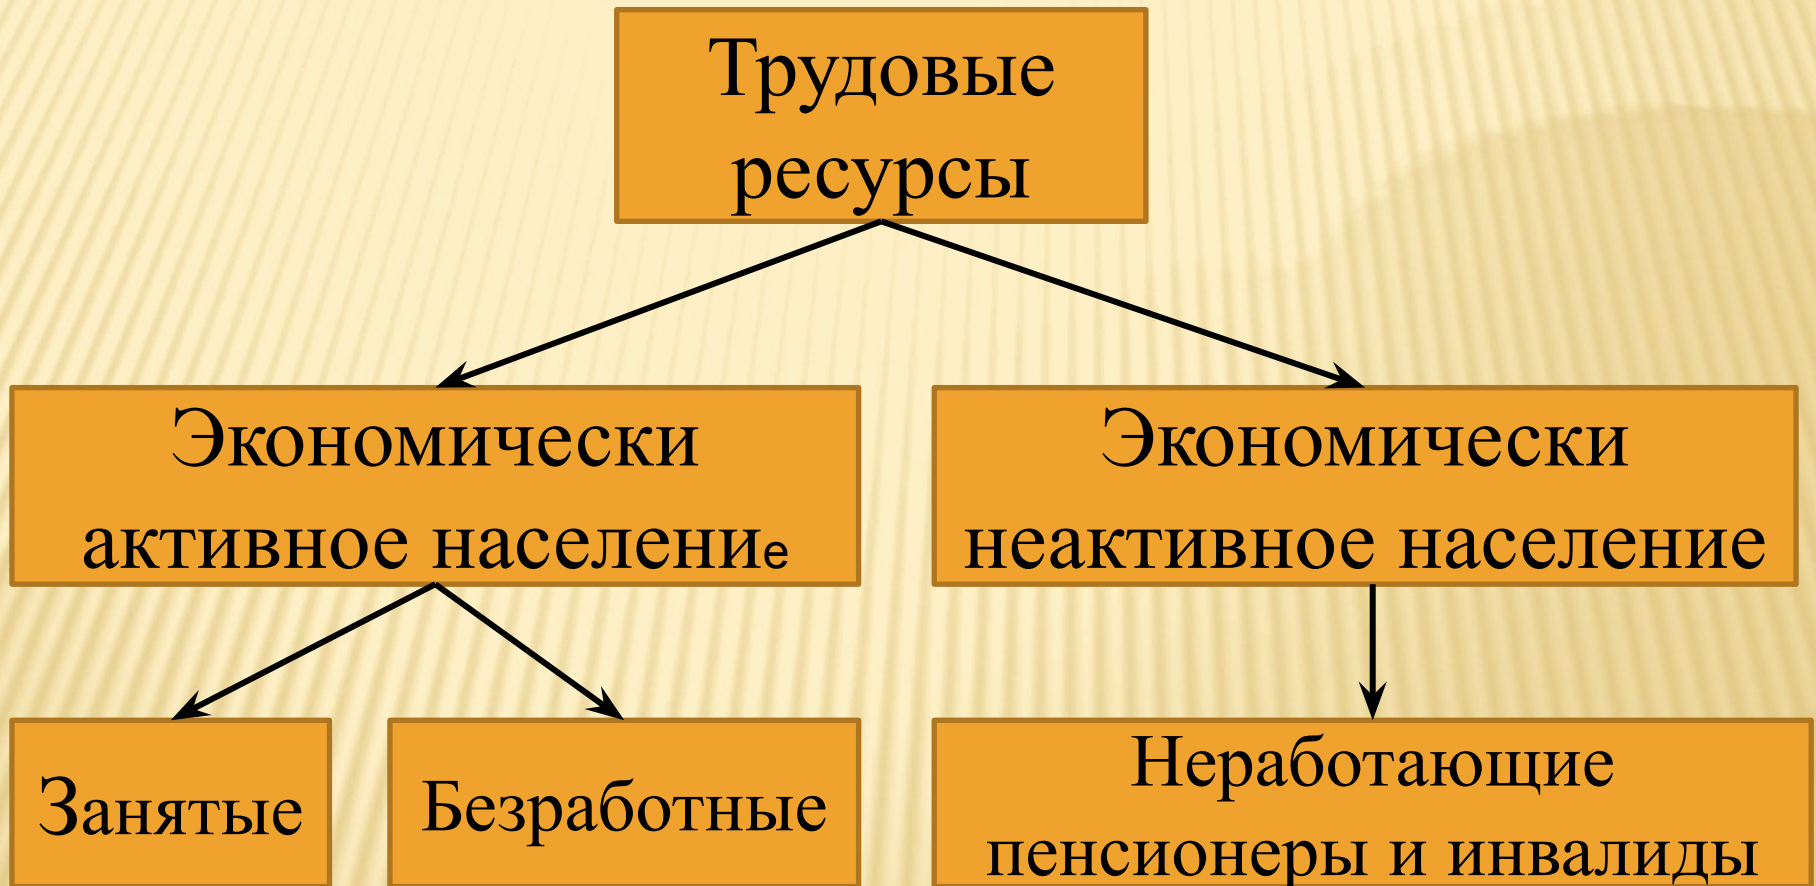 Трудовые
ресурсы
Экономически
активное население
Экономически
неактивное население
Занятые
Безработные
Неработающие
пенсионеры и инвалиды